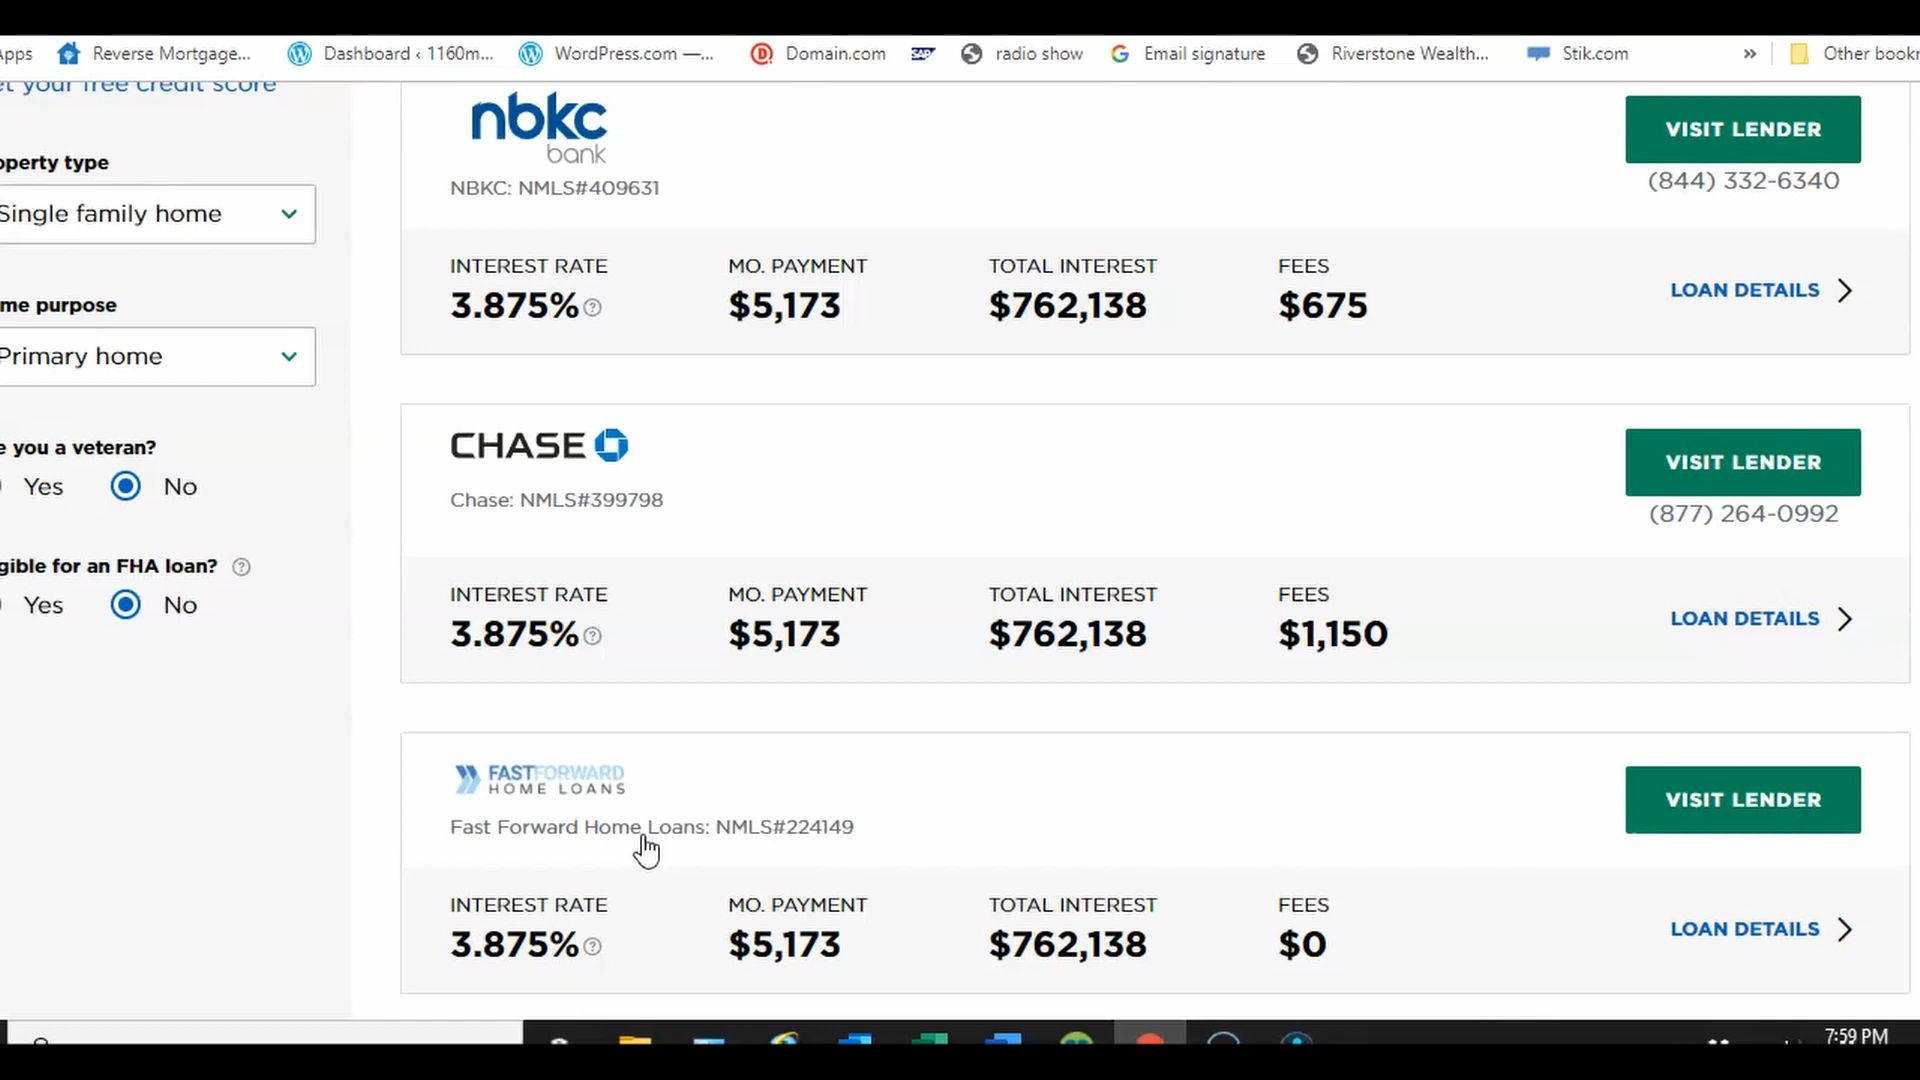 Apps Reverse Mortgage... Dashboard ‹ 1160m... WordPress.com —... Domain.com SAP radio show Email signature Riverstone Wealth... Stik.com » Other bookr
et your free credit score
nbkc
bank
NBKC: NMLS#409631
VISIT LENDER
(844) 332-6340
operty type
Single family home
INTEREST RATE MO. PAYMENT TOTAL INTEREST FEES
3.875% $5,173 $762,138 $675
LOAN DETAILS
me purpose
Primary home
CHASE
Chase: NMLS#399798
VISIT LENDER
(877) 264-0992
e you a veteran?
Yes No
gible for an FHA loan?
Yes No
INTEREST RATE MO. PAYMENT TOTAL INTEREST FEES
3.875% $5,173 $762,138 $1,150
LOAN DETAILS
FASTFORWARD
HOME LOANS
Fast Forward Home Loans: NMLS#224149
VISIT LENDER
INTEREST RATE MO. PAYMENT TOTAL INTEREST FEES
3.875% $5,173 $762,138 $0
LOAN DETAILS
7:59 PM